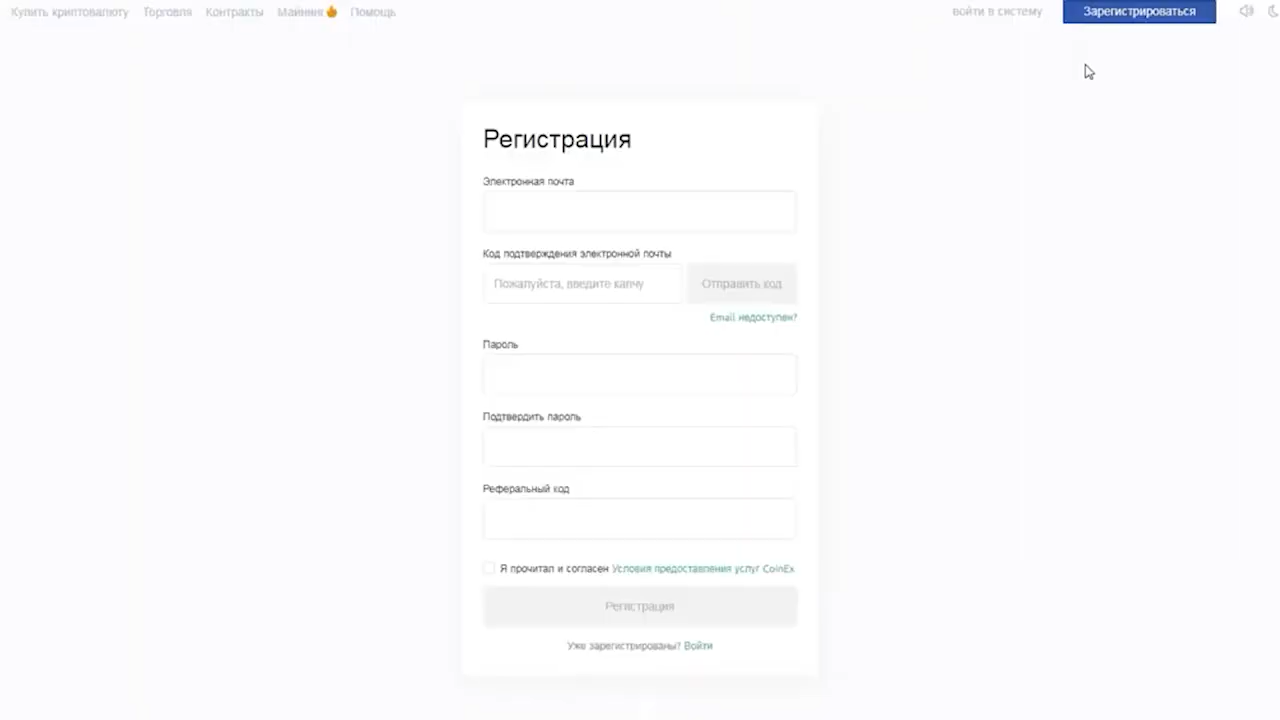 Купить криптовалюту Торговля Контракты Майнинг Помощь войти в систему Зарегистрироваться
Регистрация
Электронная почта
Код подтверждения электронной почты
Пожалуйста, введите капчу Отправить код
Email недоступен?
Пароль
Подтвердить пароль
Реферальный код
Я прочитал и согласен Условия предоставления услуг CoinEx
Регистрация
Уже зарегистрированы? Войти